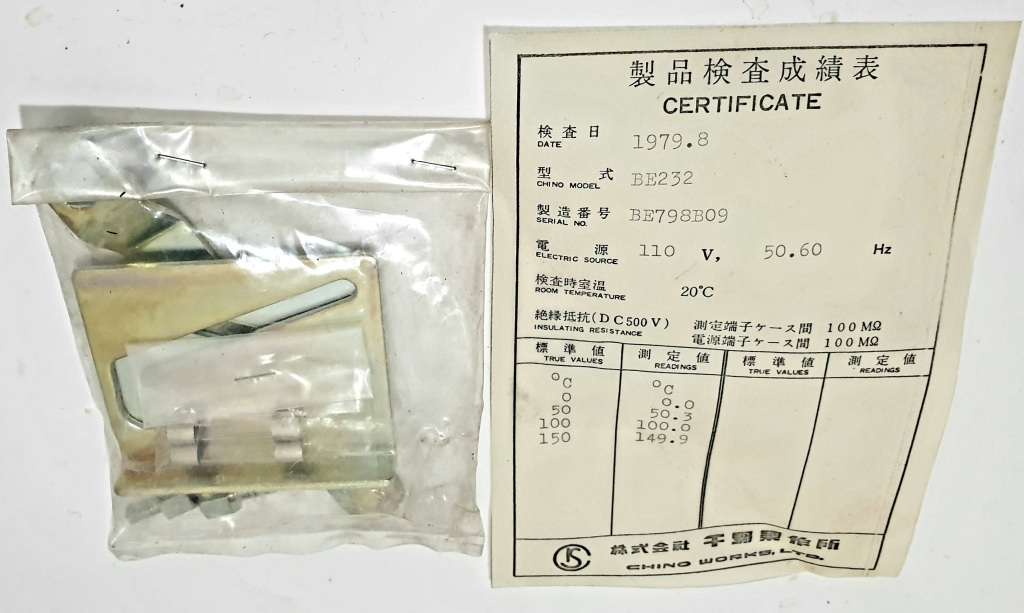 製品検査成績表
CERTIFICATE
検査日 1979.8
DATE
型 式 BE232
CHINO MODEL
製造番号 BE798B09
SERIAL NO.
電 源 110 V, 50.60 Hz
ELECTRIC SOURCE
検査時室温 20°C
ROOM TEMPERATURE
絶縁抵抗(DC500V) 測定端子ケース間 100MΩ
INSULATING RESISTANCE 電源端子ケース間 100MΩ
標準値 測定値 標準値 測定値
TRUE VALUES READINGS TRUE VALUES READINGS
°C °C
0 0.0
50 50.3
100 100.0
150 149.9
株式会社 千野製作所
CHINO WORKS, LTD.